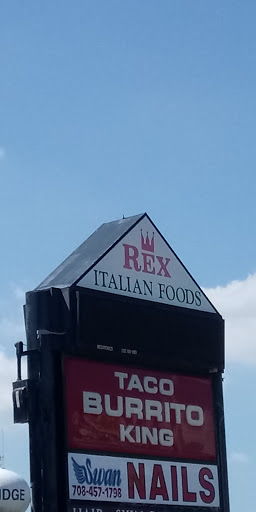 REX
ITALIAN FOODS
TACO
BURRITO
KING
Swan
708-457-1798
NAILS
IDGE